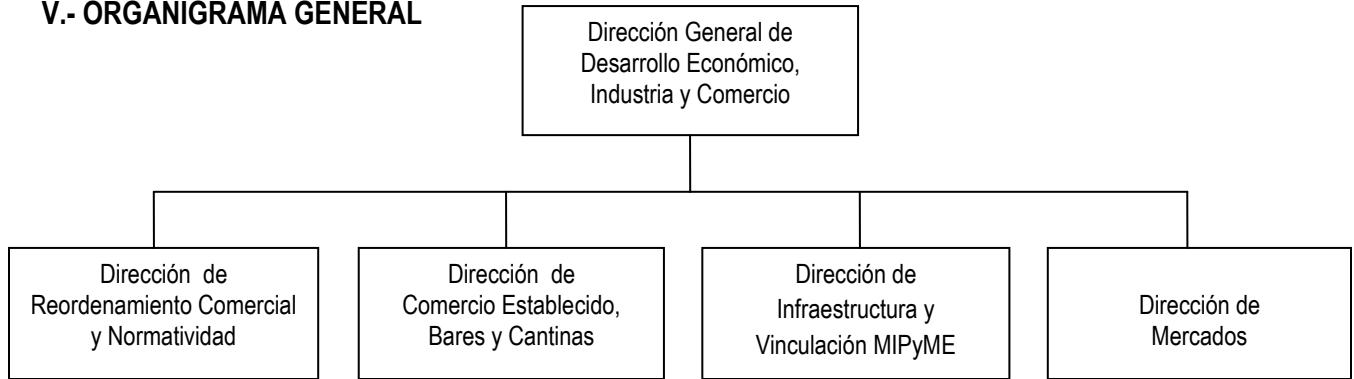 V.- ORGANIGRAMA GENERAL
Dirección General de
Desarrollo Económico,
Industria y Comercio
Dirección de
Reordenamiento Comercial
y Normatividad
Dirección de
Comercio Establecido,
Bares y Cantinas
Dirección de
Infraestructura y
Vinculación MIPyME
Dirección de
Mercados